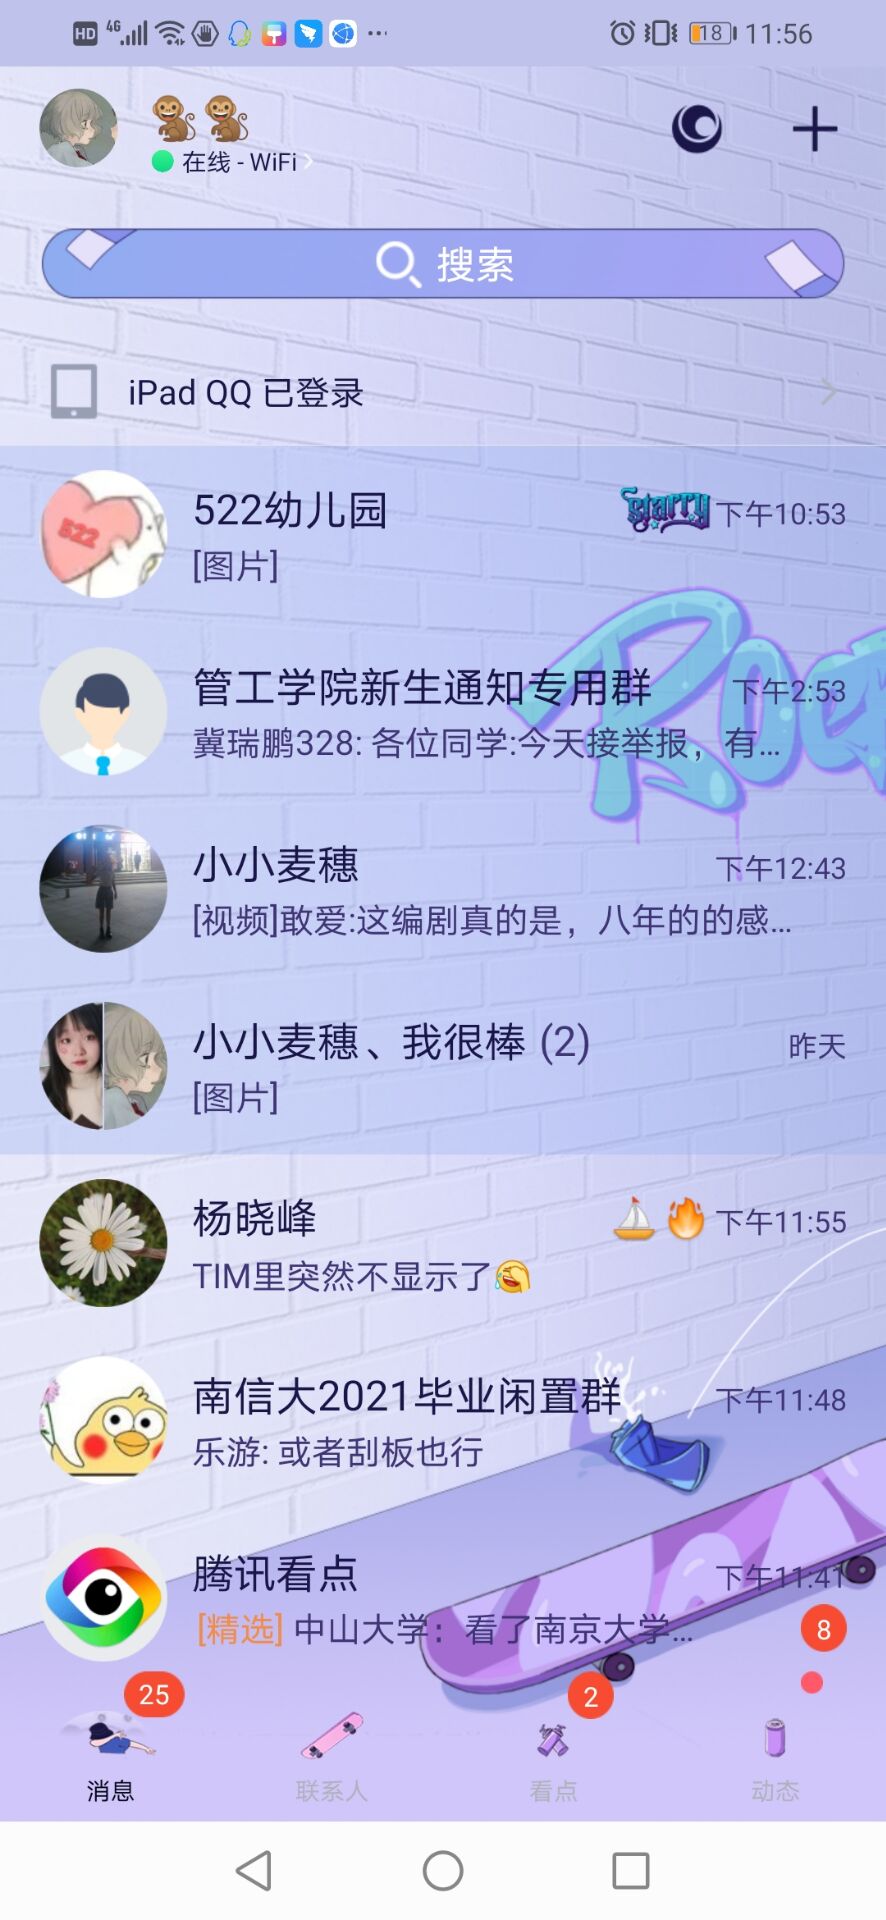 HD 4G 18 11:56
在线 - WiFi
搜索
iPad QQ 已登录
522
522幼儿园 starry 下午10:53
[图片]
管工学院新生通知专用群 下午2:53
冀瑞鹏328: 各位同学:今天接举报，有...
小小麦穗 下午12:43
[视频]敢爱:这编剧真的是，八年的的感...
小小麦穗、我很棒 (2) 昨天
[图片]
杨晓峰 下午11:55
TIM里突然不显示了
南信大2021毕业闲置群 下午11:48
乐游: 或者刮板也行
腾讯看点 下午11:41
[精选] 中山大学：看了南京大学... 8
25 2
消息 联系人 看点 动态